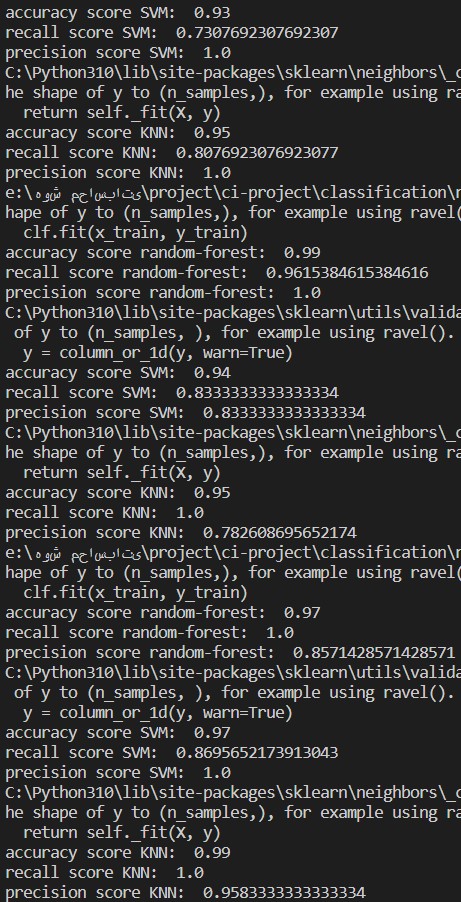 accuracy score SVM:  0.93
recall score SVM:  0.7307692307692307
precision score SVM:  1.0
C:\Python310\lib\site-packages\sklearn\neighbors\_c
he shape of y to (n_samples,), for example using ra
  return self._fit(X, y)
accuracy score KNN:  0.95
recall score KNN:  0.8076923076923077
precision score KNN:  1.0
e:\هوش محاسباتی\project\ci-project\classification\r
hape of y to (n_samples,), for example using ravel(
  clf.fit(x_train, y_train)
accuracy score random-forest:  0.99
recall score random-forest:  0.9615384615384616
precision score random-forest:  1.0
C:\Python310\lib\site-packages\sklearn\utils\valida
 of y to (n_samples, ), for example using ravel().
  y = column_or_1d(y, warn=True)
accuracy score SVM:  0.94
recall score SVM:  0.8333333333333334
precision score SVM:  0.8333333333333334
C:\Python310\lib\site-packages\sklearn\neighbors\_c
he shape of y to (n_samples,), for example using ra
  return self._fit(X, y)
accuracy score KNN:  0.95
recall score KNN:  1.0
precision score KNN:  0.782608695652174
e:\هوش محاسباتی\project\ci-project\classification\r
hape of y to (n_samples,), for example using ravel(
  clf.fit(x_train, y_train)
accuracy score random-forest:  0.97
recall score random-forest:  1.0
precision score random-forest:  0.8571428571428571
C:\Python310\lib\site-packages\sklearn\utils\valida
 of y to (n_samples, ), for example using ravel().
  y = column_or_1d(y, warn=True)
accuracy score SVM:  0.97
recall score SVM:  0.8695652173913043
precision score SVM:  1.0
C:\Python310\lib\site-packages\sklearn\neighbors\_c
he shape of y to (n_samples,), for example using ra
  return self._fit(X, y)
accuracy score KNN:  0.99
recall score KNN:  1.0
precision score KNN:  0.9583333333333334